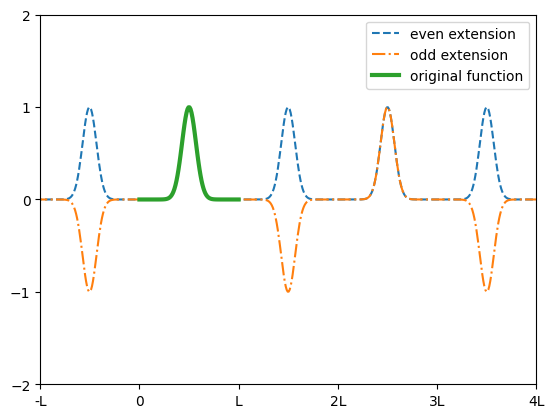 2
even extension
odd extension
original function
1
0
−1
−2
-L 0 L 2L 3L 4L